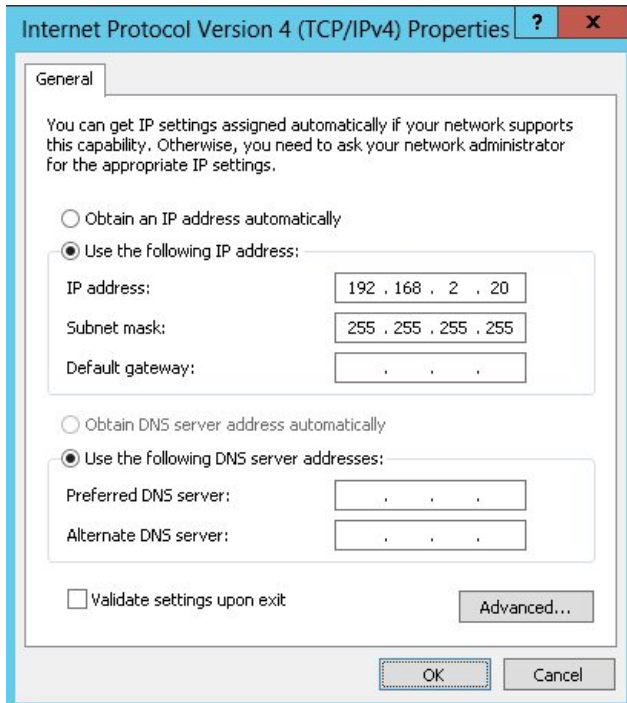 Internet Protocol Version 4 (TCP/IPv4) Properties ? x
General
You can get IP settings assigned automatically if your network supports
this capability. Otherwise, you need to ask your network administrator
for the appropriate IP settings.
Obtain an IP address automatically
Use the following IP address:
IP address: 192 . 168 . 2 . 20
Subnet mask: 255 . 255 . 255 . 255
Default gateway: . . .
Obtain DNS server address automatically
Use the following DNS server addresses:
Preferred DNS server: . . .
Alternate DNS server: . . .
Validate settings upon exit Advanced...
OK Cancel